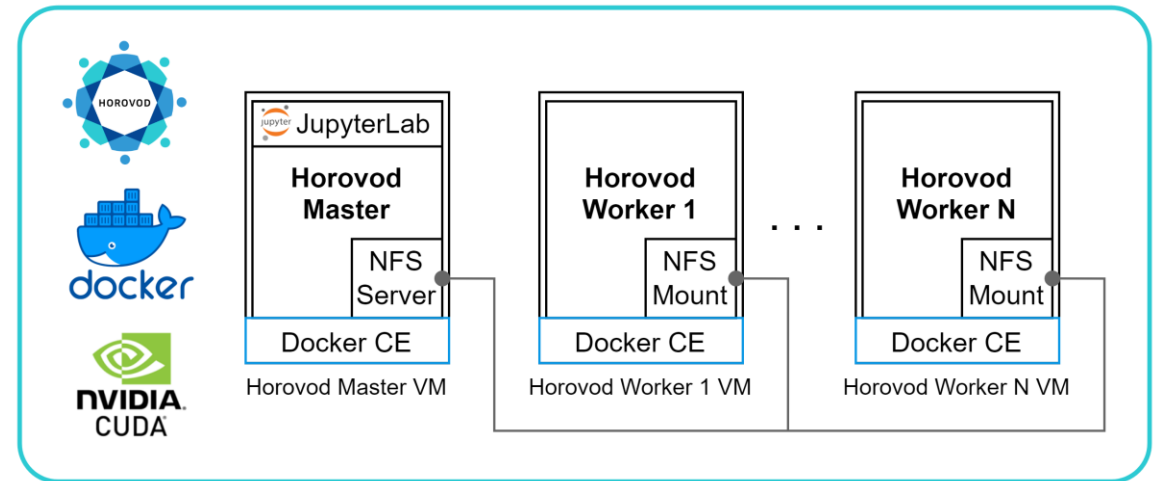 HOROVOD
docker
NVIDIA.
CUDA
jupyter JupyterLab
Horovod
Master
NFS
Server
Docker CE
Horovod Master VM
Horovod
Worker 1
NFS
Mount
Docker CE
Horovod Worker 1 VM
. . .
Horovod
Worker N
NFS
Mount
Docker CE
Horovod Worker N VM